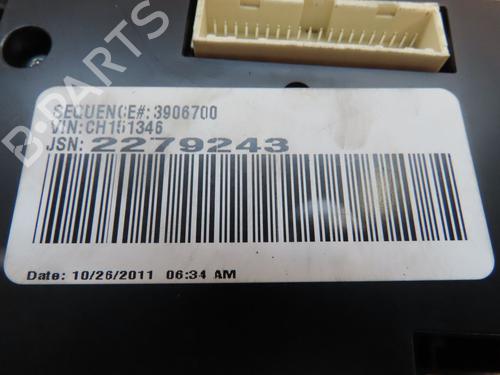 B-PARTS
SEQUENCE#: 3906700
VIN: CH151346
JSN: 2279243
Date: 10/26/2011 06:34 AM